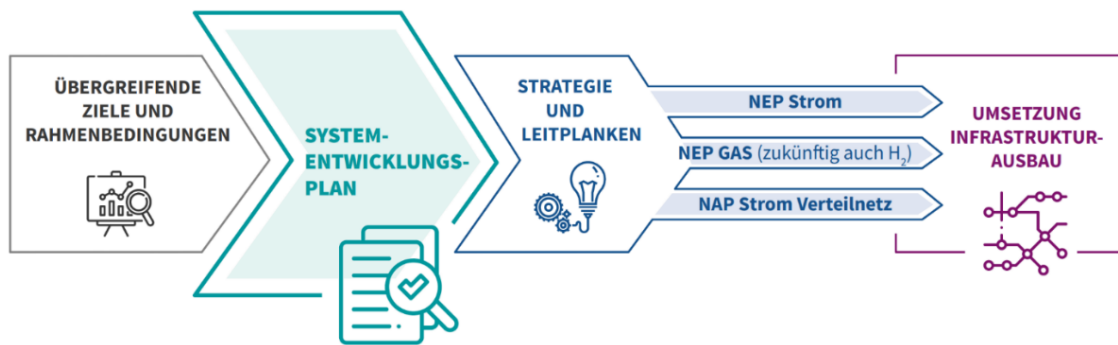 ÜBERGREIFENDE
ZIELE UND
RAHMENBEDINGUNGEN
SYSTEM-
ENTWICKLUNGS-
PLAN
STRATEGIE
UND
LEITPLANKEN
NEP Strom
NEP GAS (zukünftig auch H₂)
NAP Strom Verteilnetz
UMSETZUNG
INFRASTRUKTUR-
AUSBAU